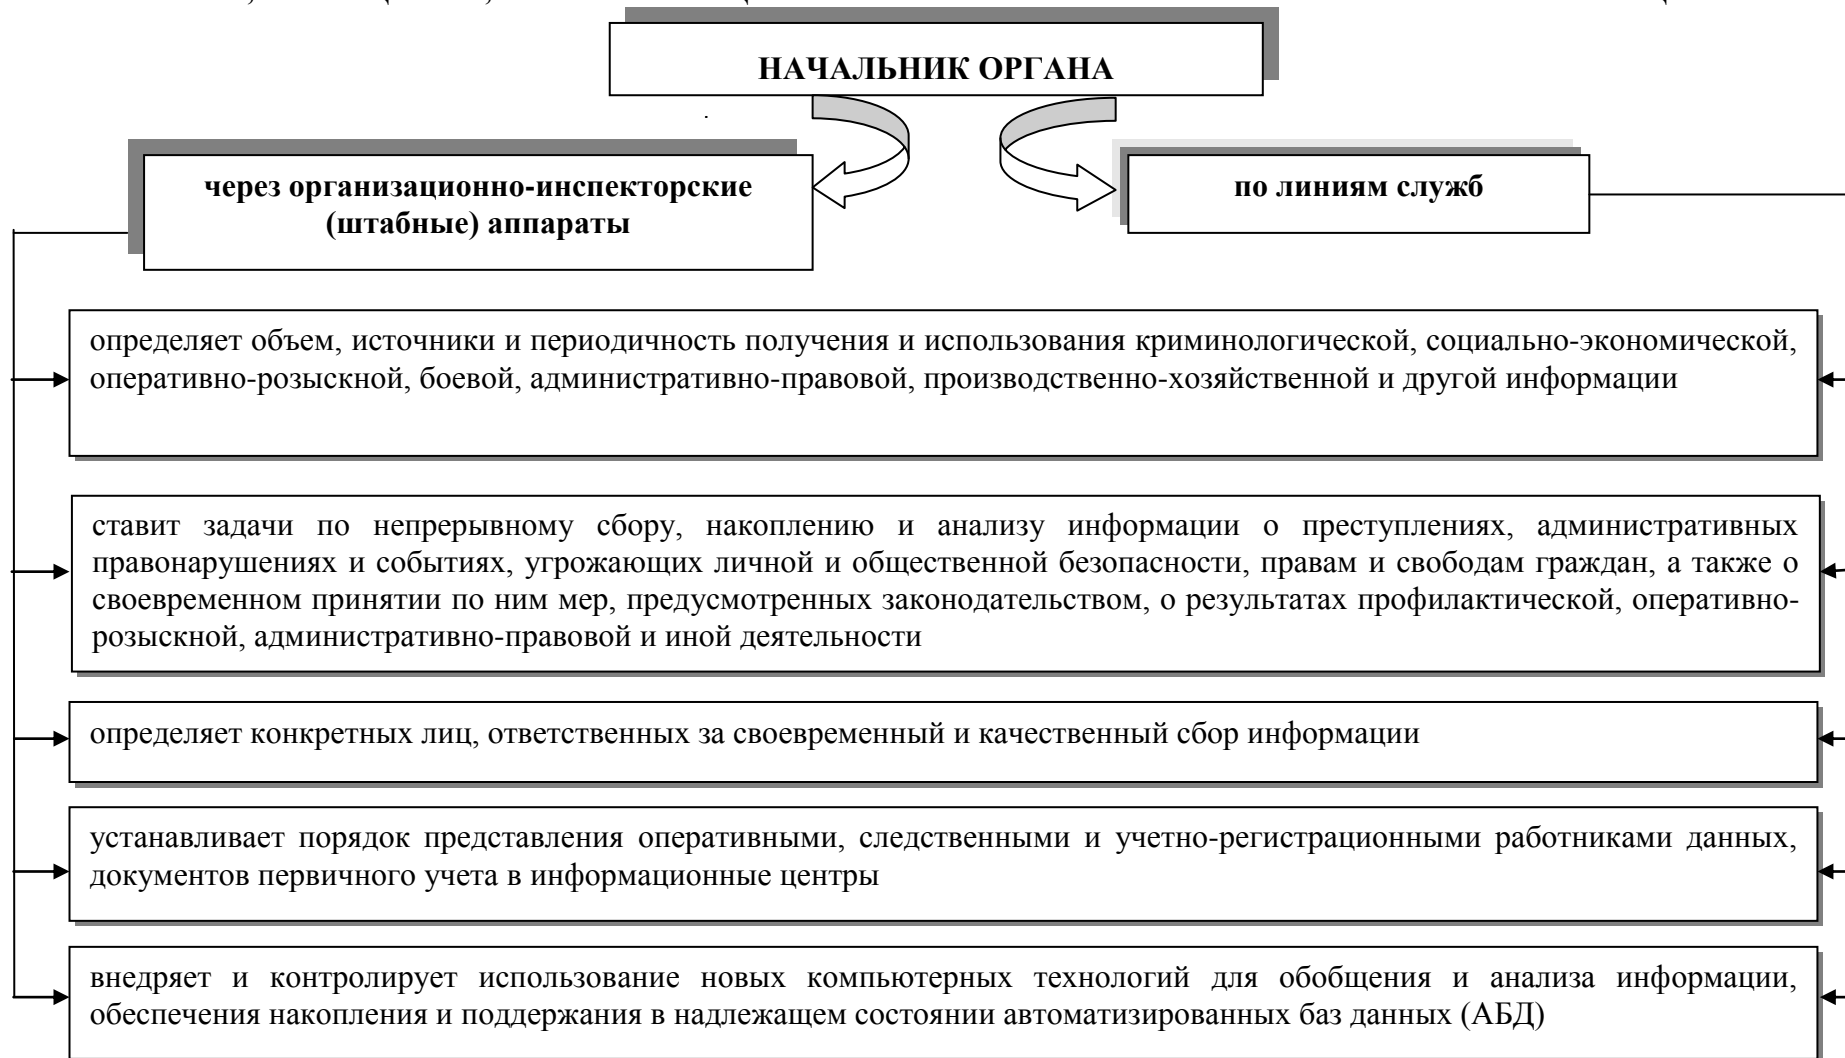 НАЧАЛЬНИК ОРГАНА
через организационно-инспекторские
(штабные) аппараты
по линиям служб
определяет объем, источники и периодичность получения и использования криминологической, социально-экономической,
оперативно-розыскной, боевой, административно-правовой, производственно-хозяйственной и другой информации
ставит задачи по непрерывному сбору, накоплению и анализу информации о преступлениях, административных
правонарушениях и событиях, угрожающих личной и общественной безопасности, правам и свободам граждан, а также о
своевременном принятии по ним мер, предусмотренных законодательством, о результатах профилактической, оперативно-
розыскной, административно-правовой и иной деятельности
определяет конкретных лиц, ответственных за своевременный и качественный сбор информации
устанавливает порядок представления оперативными, следственными и учетно-регистрационными работниками данных,
документов первичного учета в информационные центры
внедряет и контролирует использование новых компьютерных технологий для обобщения и анализа информации,
обеспечения накопления и поддержания в надлежащем состоянии автоматизированных баз данных (АБД)